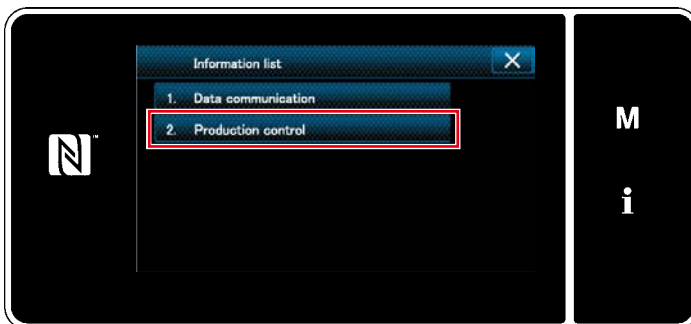 Information list
1. Data communication
2. Production control
M
i